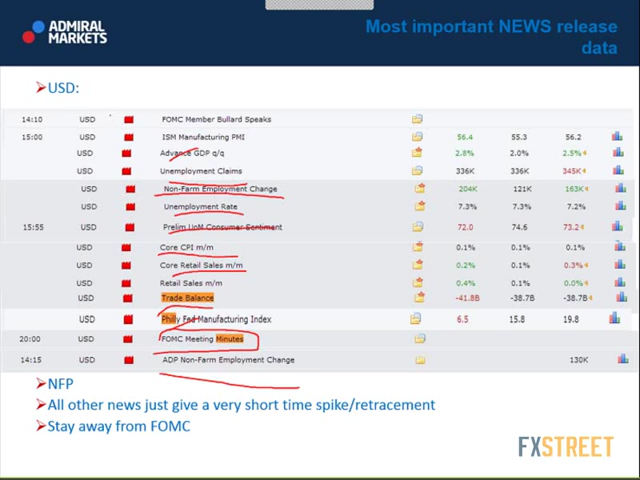 ADMIRAL
MARKETS
Most important NEWS release
data
USD:
14:10 USD FOMC Member Bullard Speaks
15:00 USD ISM Manufacturing PMI 56.4 55.3 56.2
USD Advance GDP q/q 2.8% 2.0% 2.5%
USD Unemployment Claims 336K 336K 345K
USD Non-Farm Employment Change 204K 121K 163K
USD Unemployment Rate 7.3% 7.3% 7.2%
15:55 USD Prelim UoM Consumer Sentiment 72.0 74.6 73.2
USD Core CPI m/m 0.1% 0.1% 0.1%
USD Core Retail Sales m/m 0.2% 0.1% 0.3%
USD Retail Sales m/m 0.4% 0.1% 0.0%
USD Trade Balance -41.8B -38.7B -38.7B
USD Philly Fed Manufacturing Index 6.5 15.8 19.8
20:00 USD FOMC Meeting Minutes
14:15 USD ADP Non-Farm Employment Change 130K
NFP
All other news just give a very short time spike/retracement
Stay away from FOMC
FXSTREET